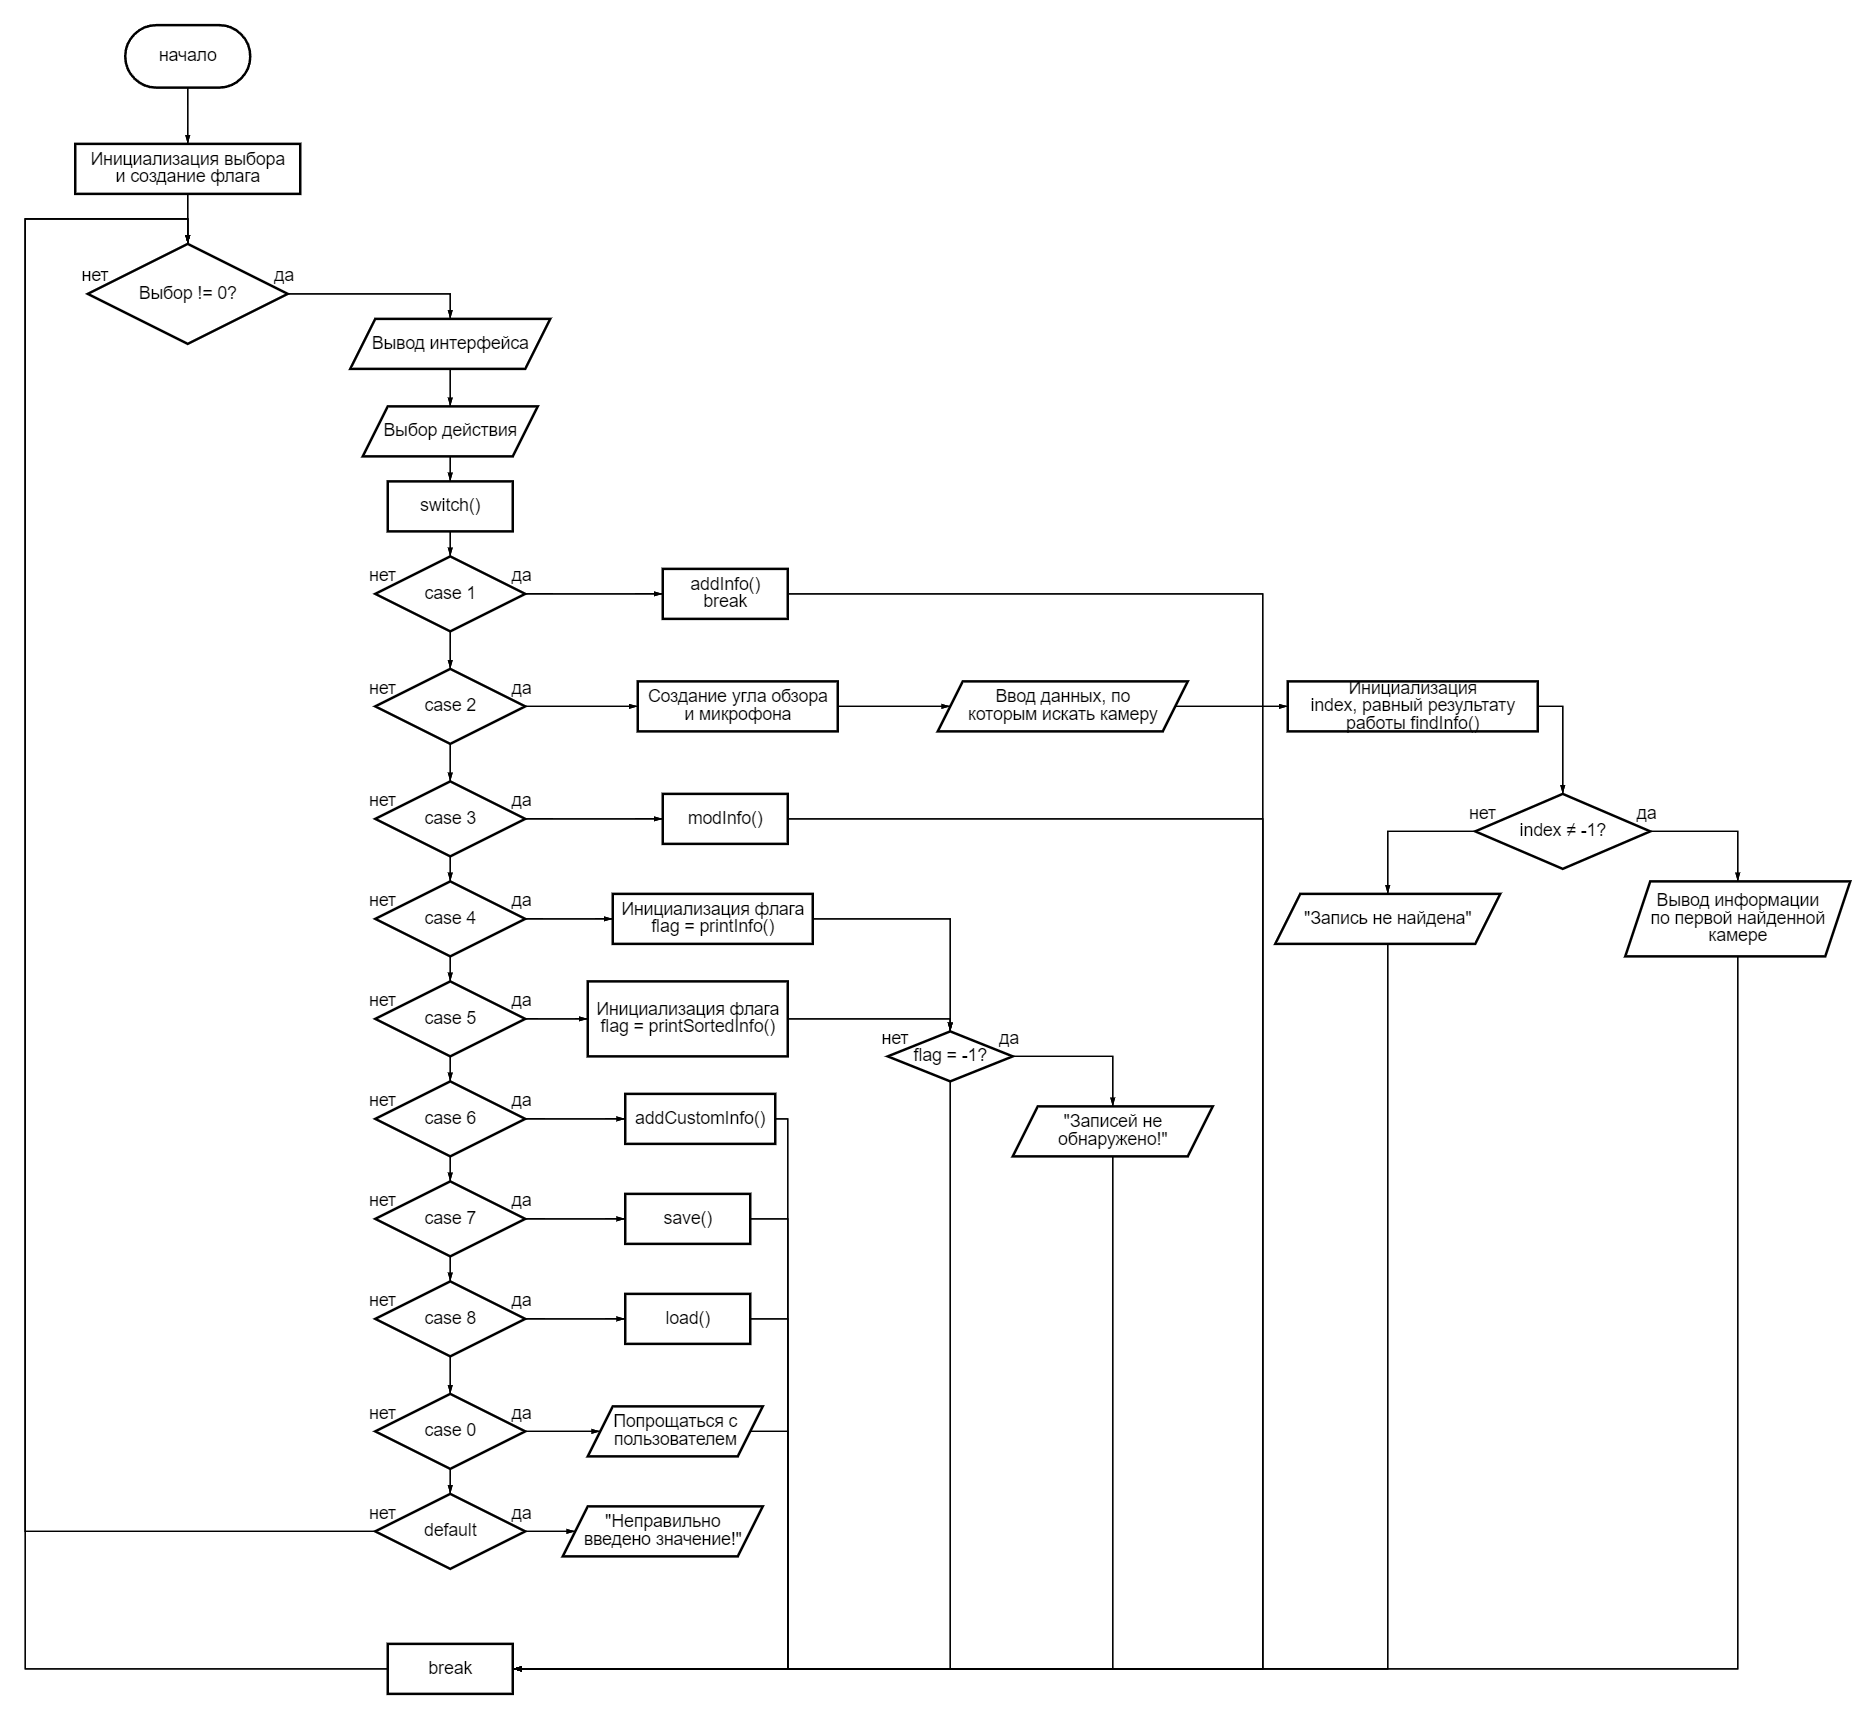 начало
Инициализация выбора
и создание флага
нет
да
Выбор != 0?
Вывод интерфейса
Выбор действия
switch()
нет
да
case 1
addInfo()
break
нет
да
case 2
Создание угла обзора
и микрофона
Ввод данных, по
которым искать камеру
Инициализация
index, равный результату
работы findInfo()
нет
да
case 3
modInfo()
нет
да
index ≠ -1?
нет
да
case 4
Инициализация флага
flag = printInfo()
"Запись не найдена"
Вывод информации
по первой найденной
камере
нет
да
case 5
Инициализация флага
flag = printSortedInfo()
нет
да
flag = -1?
нет
да
case 6
addCustomInfo()
"Записей не
обнаружено!"
нет
да
case 7
save()
нет
да
case 8
load()
нет
да
case 0
Попрощаться с
пользователем
нет
да
default
"Неправильно
введено значение!"
break